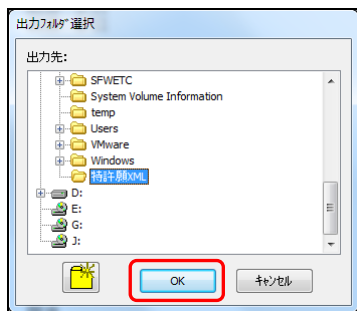 出力ﾌｫﾙﾀﾞ選択
出力先:
SFWETC
System Volume Information
temp
Users
VMware
Windows
特許願XML
D:
E:
G:
J:
OK
ｷｬﾝｾﾙ